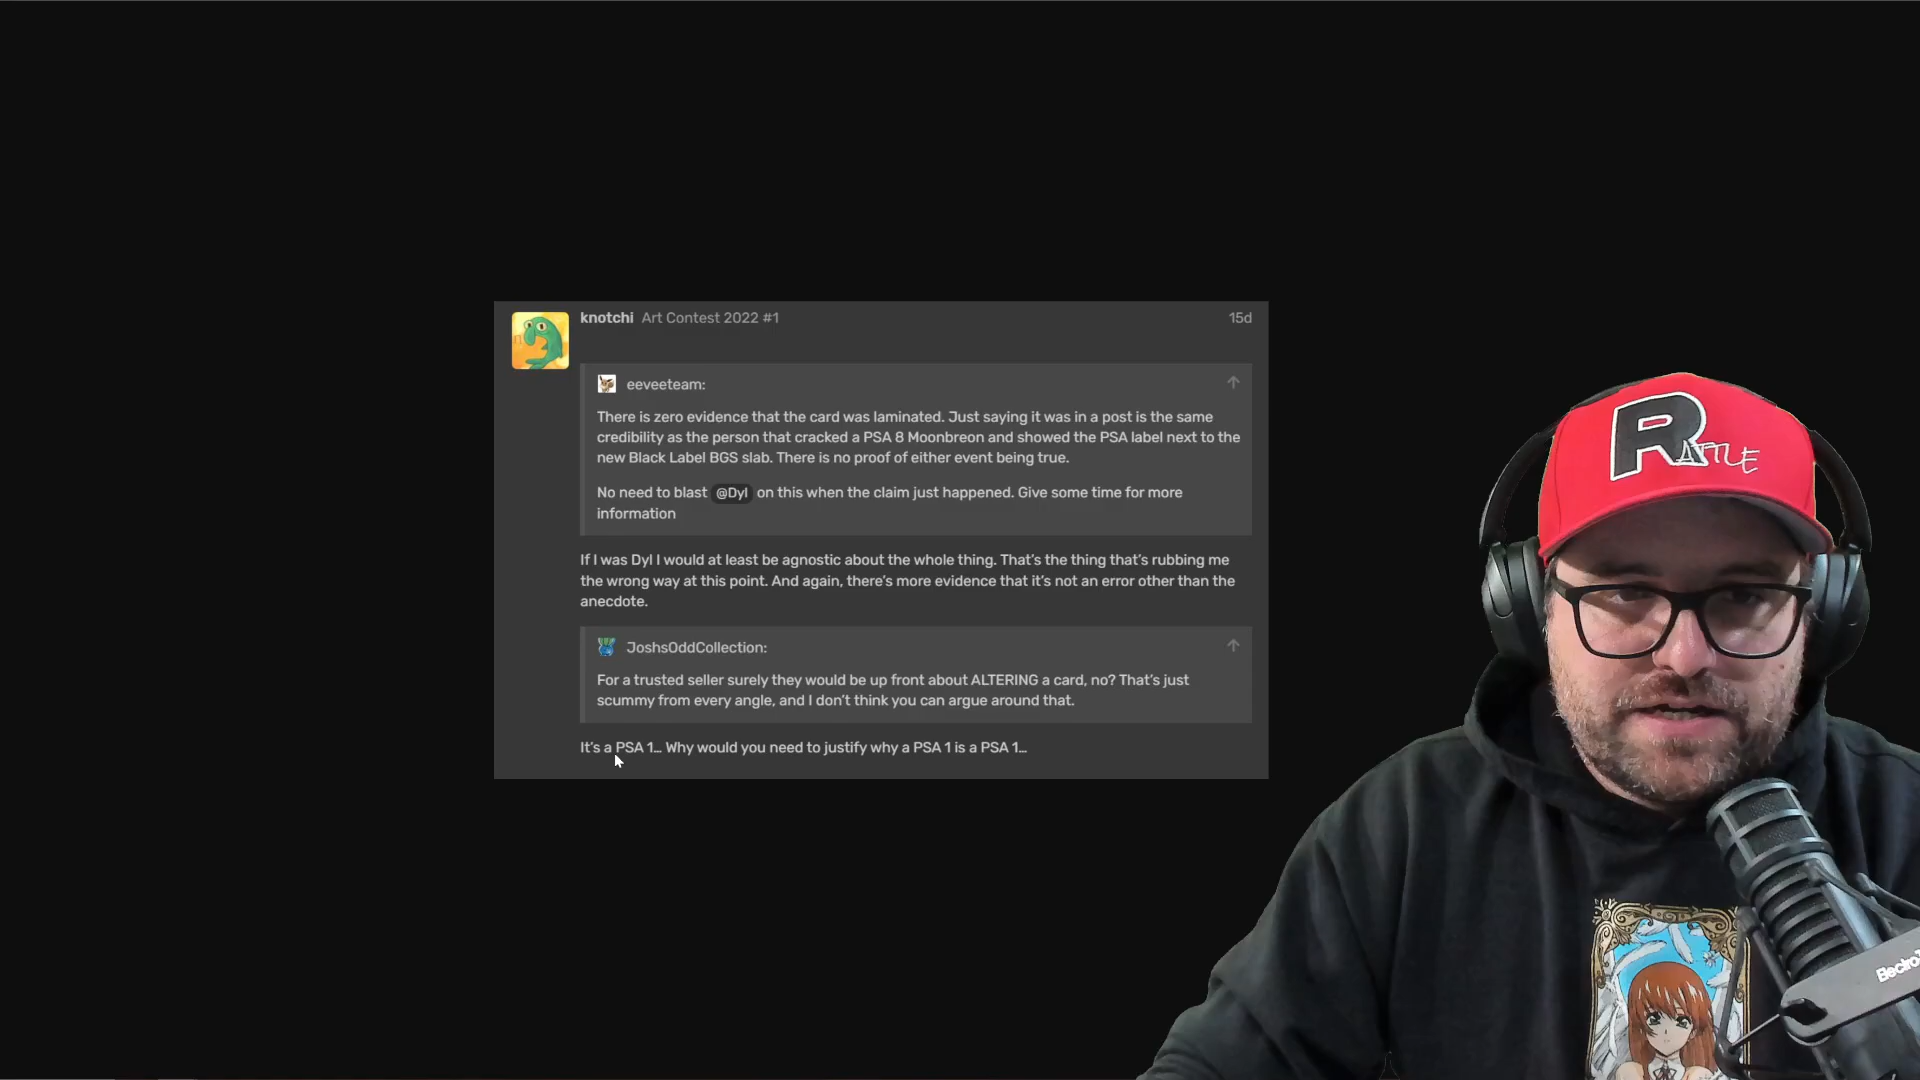 knotchi Art Contest 2022 #1 15d
eeveeteam:
There is zero evidence that the card was laminated. Just saying it was in a post is the same
credibility as the person that cracked a PSA 8 Moonbreon and showed the PSA label next to the
new Black Label BGS slab. There is no proof of either event being true.
No need to blast @Dyl on this when the claim just happened. Give some time for more
information
If I was Dyl I would at least be agnostic about the whole thing. That's the thing that's rubbing me
the wrong way at this point. And again, there's more evidence that it's not an error other than the
anecdote.
JoshsOddCollection:
For a trusted seller surely they would be up front about ALTERING a card, no? That's just
scummy from every angle, and I don't think you can argue around that.
It's a PSA 1… Why would you need to justify why a PSA 1 is a PSA 1…
RATTLE